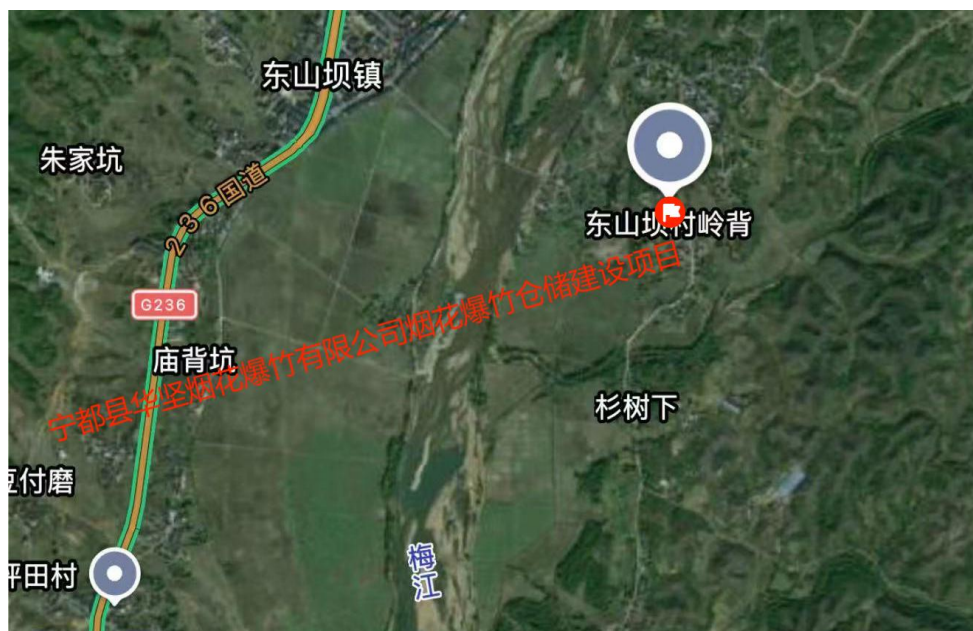 东山坝镇
朱家坑
236国道
东山坝村岭背
G236
宁都县华坚烟花爆竹有限公司烟花爆竹仓储建设项目
庙背坑
杉树下
豆付磨
梅江
坪田村